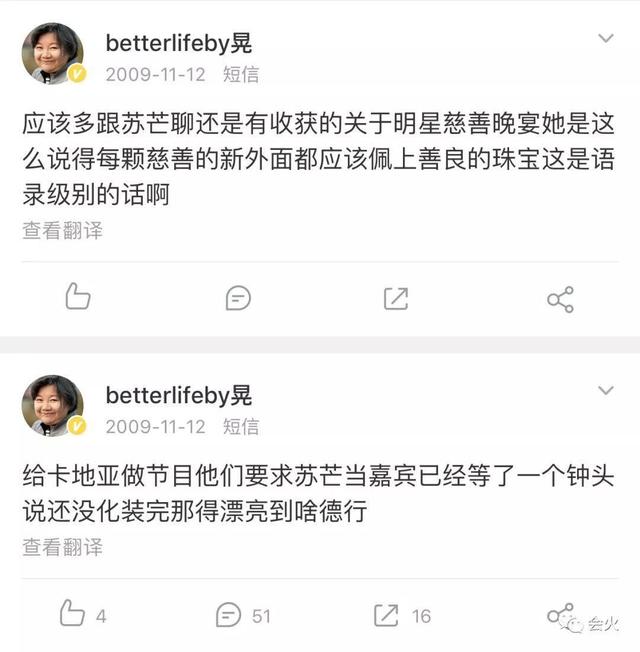 betterlifeby晃
2009-11-12 短信
应该多跟苏芒聊还是有收获的关于明星慈善晚宴她是这
么说得每颗慈善的新外面都应该佩上善良的珠宝这是语
录级别的话啊
查看翻译
betterlifeby晃
2009-11-12 短信
给卡地亚做节目他们要求苏芒当嘉宾已经等了一个钟头
说还没化装完那得漂亮到啥德行
查看翻译
4
51
16
会火